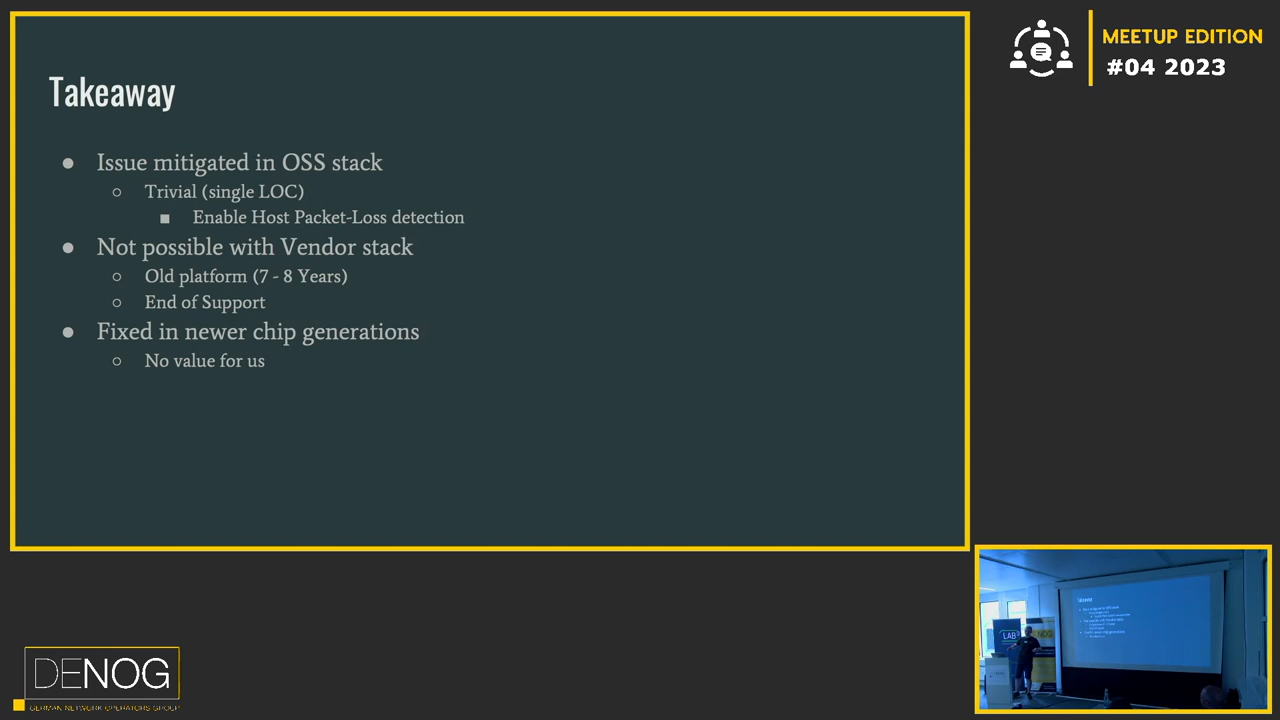 MEETUP EDITION
#04 2023
Takeaway
● Issue mitigated in OSS stack
○ Trivial (single LOC)
■ Enable Host Packet-Loss detection
● Not possible with Vendor stack
○ Old platform (7 - 8 Years)
○ End of Support
● Fixed in newer chip generations
○ No value for us
LAB
DENOG
GERMAN NETWORK OPERATORS GROUP